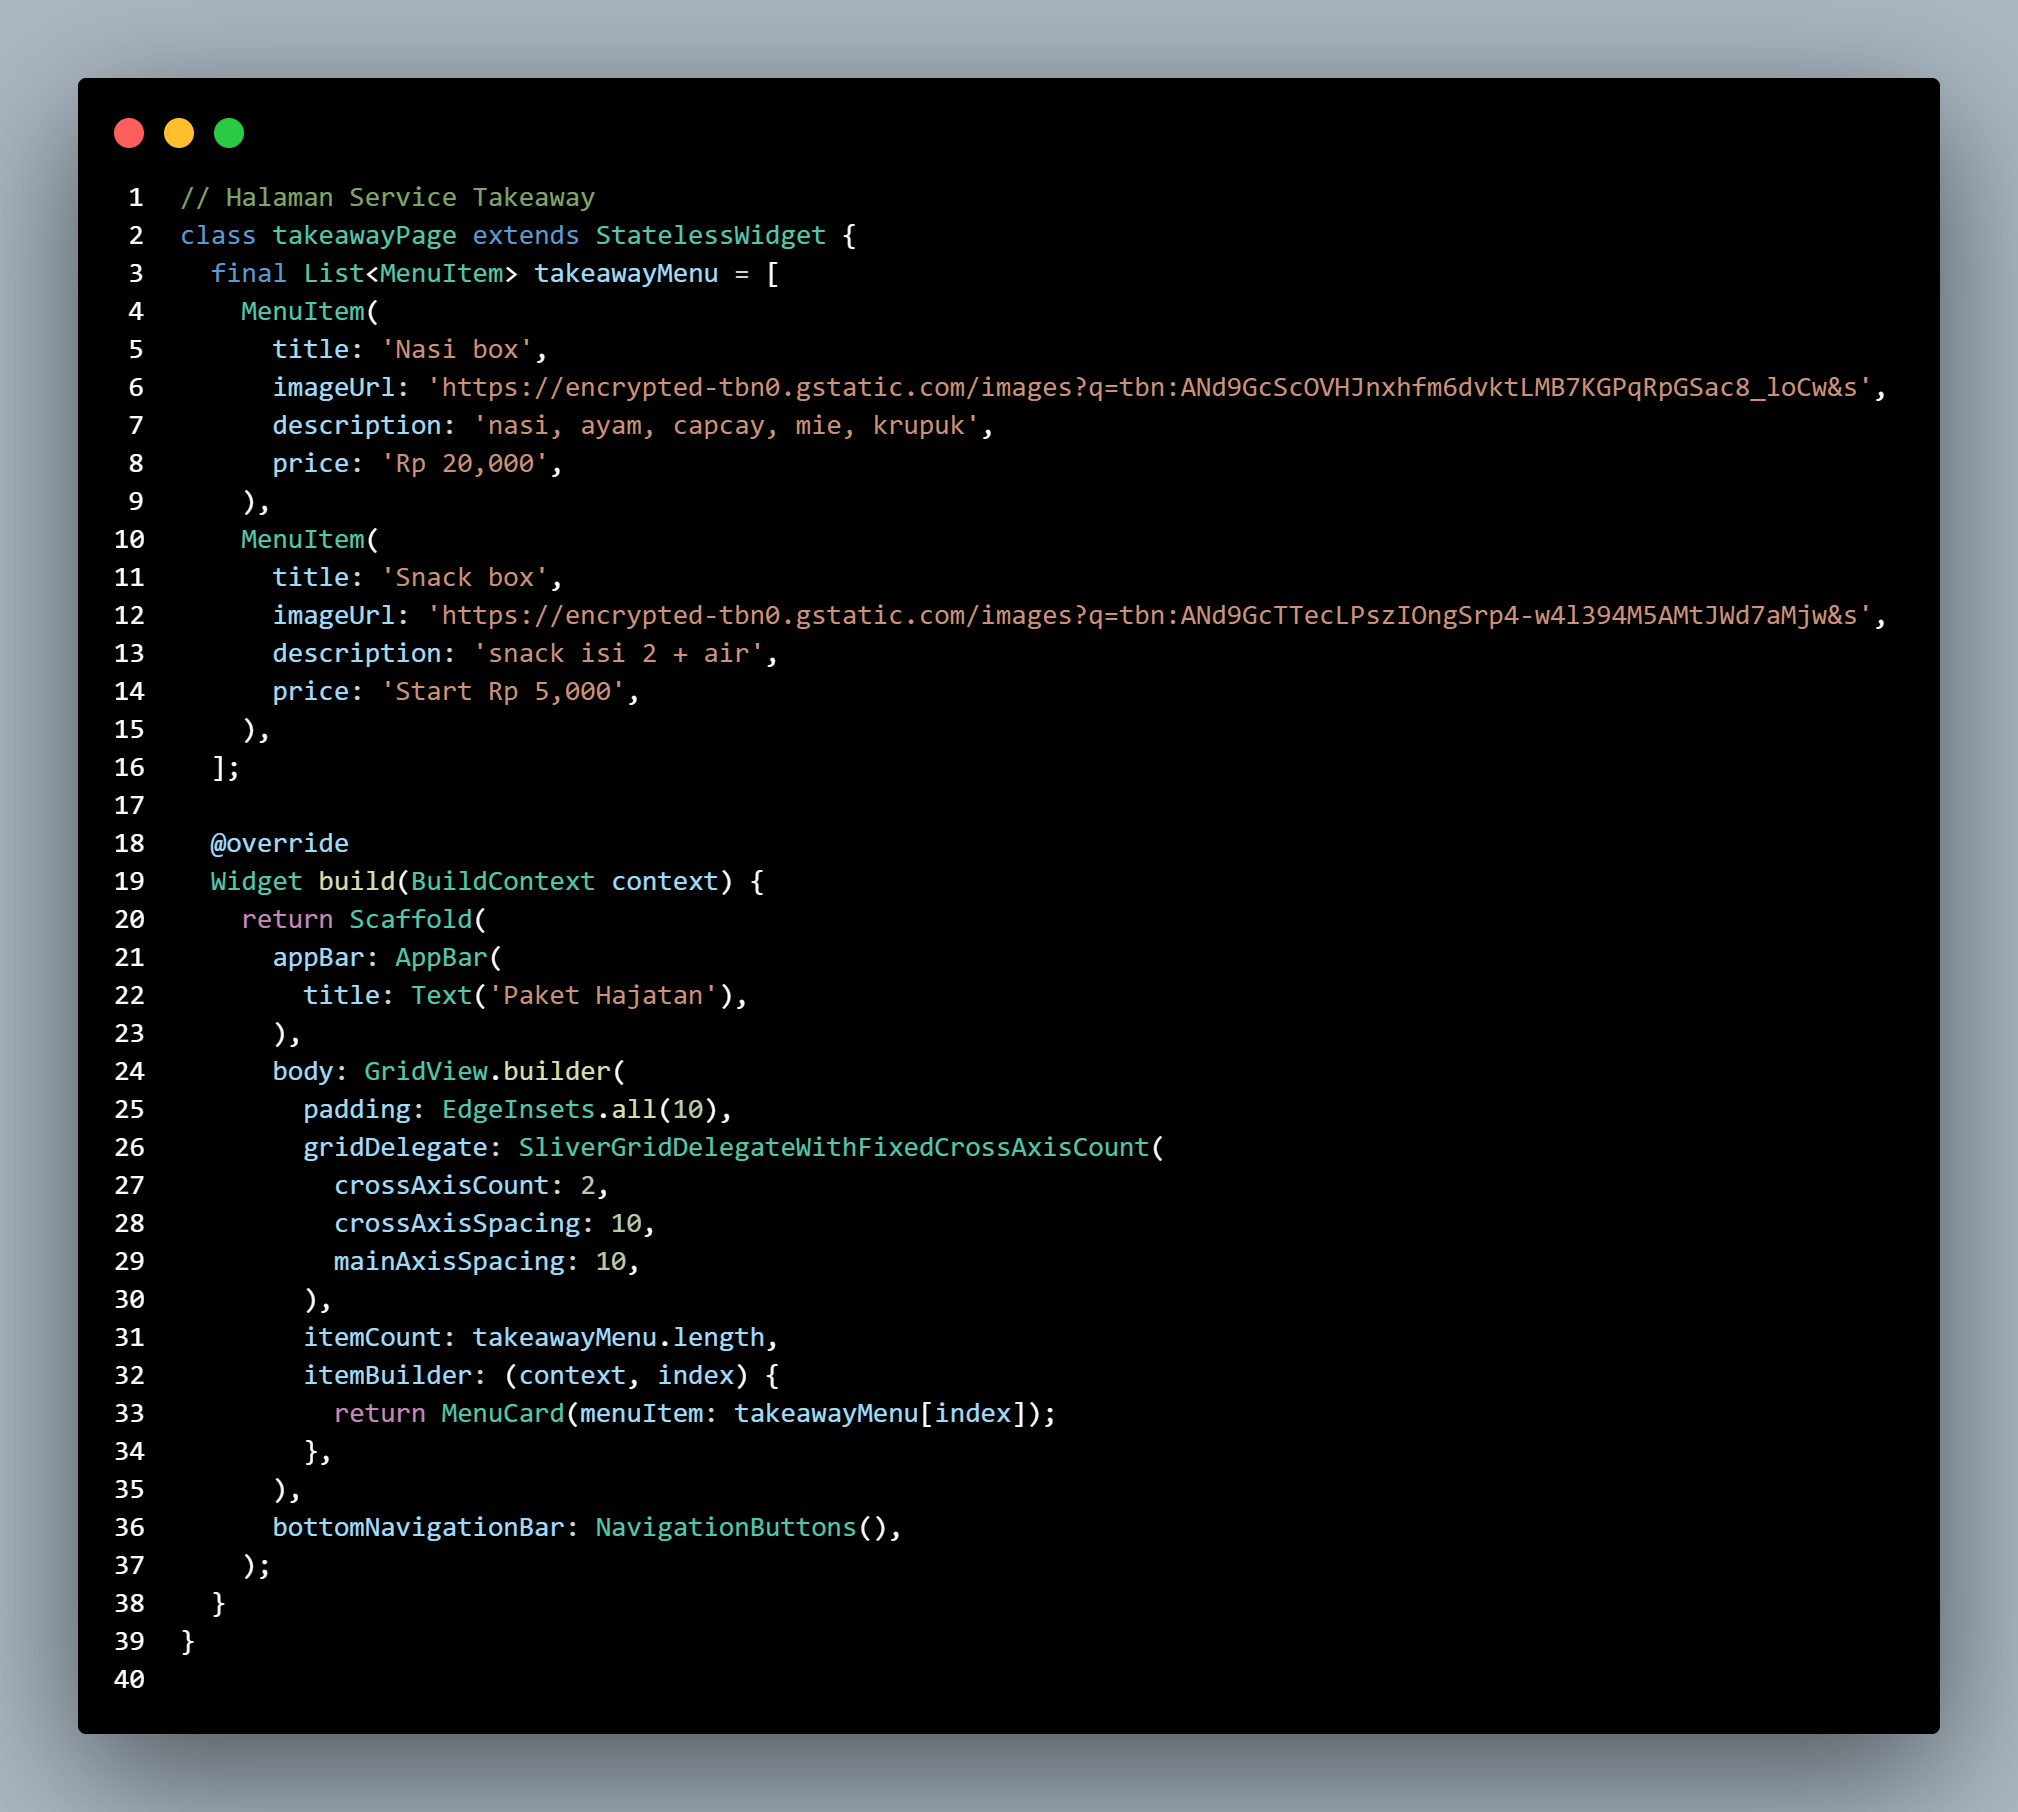 1 // Halaman Service Takeaway
2 class takeawayPage extends StatelessWidget {
3   final List<MenuItem> takeawayMenu = [
4     MenuItem(
5       title: 'Nasi box',
6       imageUrl: 'https://encrypted-tbn0.gstatic.com/images?q=tbn:ANd9GcScOVHJnxhfm6dvktLMB7KGPqRpGSac8_loCw&s',
7       description: 'nasi, ayam, capcay, mie, krupuk',
8       price: 'Rp 20,000',
9     ),
10     MenuItem(
11       title: 'Snack box',
12       imageUrl: 'https://encrypted-tbn0.gstatic.com/images?q=tbn:ANd9GcTTecLPszIOngSrp4-w4l394M5AMtJWd7aMjw&s',
13       description: 'snack isi 2 + air',
14       price: 'Start Rp 5,000',
15     ),
16   ];
17
18   @override
19   Widget build(BuildContext context) {
20     return Scaffold(
21       appBar: AppBar(
22         title: Text('Paket Hajatan'),
23       ),
24       body: GridView.builder(
25         padding: EdgeInsets.all(10),
26         gridDelegate: SliverGridDelegateWithFixedCrossAxisCount(
27           crossAxisCount: 2,
28           crossAxisSpacing: 10,
29           mainAxisSpacing: 10,
30         ),
31         itemCount: takeawayMenu.length,
32         itemBuilder: (context, index) {
33           return MenuCard(menuItem: takeawayMenu[index]);
34         },
35       ),
36       bottomNavigationBar: NavigationButtons(),
37     );
38   }
39 }
40